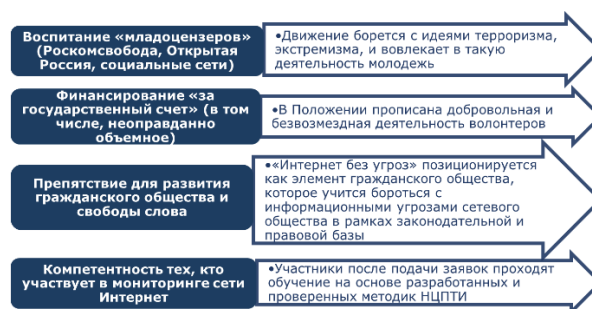 Воспитание «младоцензеров»
(Роскомсвобода, Открытая
Россия, социальные сети)
•Движение борется с идеями терроризма,
экстремизма, и вовлекает в такую
деятельность молодежь
Финансирование «за
государственный счет» (в том
числе, неоправданно
объемное)
•В Положении прописана добровольная и
безвозмездная деятельность волонтеров
Препятствие для развития
гражданского общества и
свободы слова
•«Интернет без угроз» позиционируется
как элемент гражданского общества,
которое учится бороться с
информационными угрозами сетевого
общества в рамках законодательной и
правовой базы
Компетентность тех, кто
участвует в мониторинге сети
Интернет
•Участники после подачи заявок проходят
обучение на основе разработанных и
проверенных методик НЦПТИ